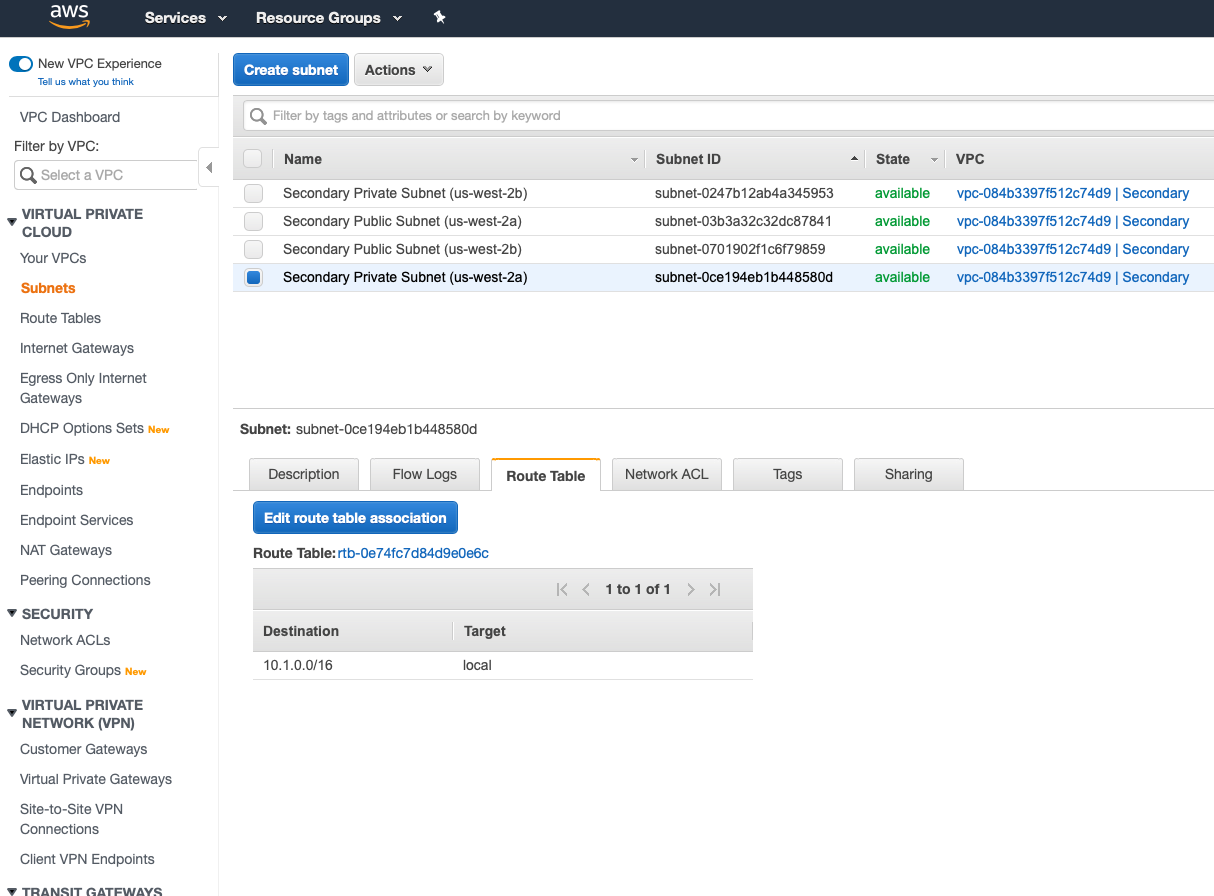 aws Services Resource Groups
New VPC Experience
Tell us what you think
VPC Dashboard
Filter by VPC:
Select a VPC
VIRTUAL PRIVATE
CLOUD
Your VPCs
Subnets
Route Tables
Internet Gateways
Egress Only Internet
Gateways
DHCP Options Sets New
Elastic IPs New
Endpoints
Endpoint Services
NAT Gateways
Peering Connections
SECURITY
Network ACLs
Security Groups New
VIRTUAL PRIVATE
NETWORK (VPN)
Customer Gateways
Virtual Private Gateways
Site-to-Site VPN
Connections
Client VPN Endpoints
TRANSIT GATEWAYS
Create subnet Actions
Filter by tags and attributes or search by keyword
Name Subnet ID State VPC
Secondary Private Subnet (us-west-2b) subnet-0247b12ab4a345953 available vpc-084b3397f512c74d9 | Secondary
Secondary Public Subnet (us-west-2a) subnet-03b3a32c32dc87841 available vpc-084b3397f512c74d9 | Secondary
Secondary Public Subnet (us-west-2b) subnet-0701902f1c6f79859 available vpc-084b3397f512c74d9 | Secondary
Secondary Private Subnet (us-west-2a) subnet-0ce194eb1b448580d available vpc-084b3397f512c74d9 | Secondary
Subnet: subnet-0ce194eb1b448580d
Description Flow Logs Route Table Network ACL Tags Sharing
Edit route table association
Route Table: rtb-0e74fc7d84d9e0e6c
1 to 1 of 1
Destination Target
10.1.0.0/16 local